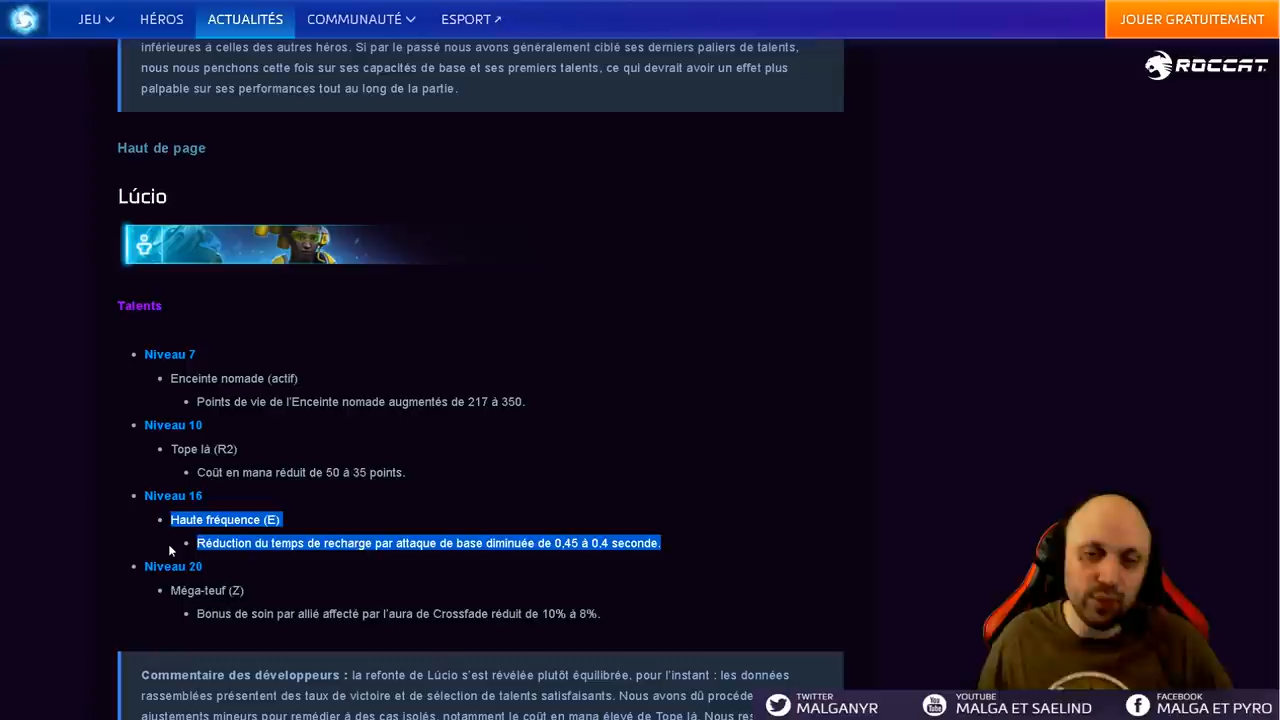 JEU
HÉROS
ACTUALITÉS
COMMUNAUTÉ
ESPORT
JOUER GRATUITEMENT
ROCCAT
inférieures à celles des autres héros. Si par le passé nous avons généralement ciblé ses derniers paliers de talents,
nous nous penchons cette fois sur ses capacités de base et ses premiers talents, ce qui devrait avoir un effet plus
palpable sur ses performances tout au long de la partie.
Haut de page
Lúcio
Talents
Niveau 7
Enceinte nomade (actif)
Points de vie de l'Enceinte nomade augmentés de 217 à 350.
Niveau 10
Tope là (R2)
Coût en mana réduit de 50 à 35 points.
Niveau 16
Haute fréquence (E)
Réduction du temps de recharge par attaque de base diminuée de 0,45 à 0,4 seconde.
Niveau 20
Méga-teuf (Z)
Bonus de soin par allié affecté par l'aura de Crossfade réduit de 10% à 8%.
Commentaire des développeurs : la refonte de Lúcio s'est révélée plutôt équilibrée, pour l'instant : les données
rassemblées présentent des taux de victoire et de sélection de talents satisfaisants. Nous avons dû procéde
ajustements mineurs pour remédier à des cas isolés, notamment le coût en mana élevé de Tope là. Nous res
TWITTER
MALGANYR
YOUTUBE
MALGA ET SAELIND
FACEBOOK
MALGA ET PYRO